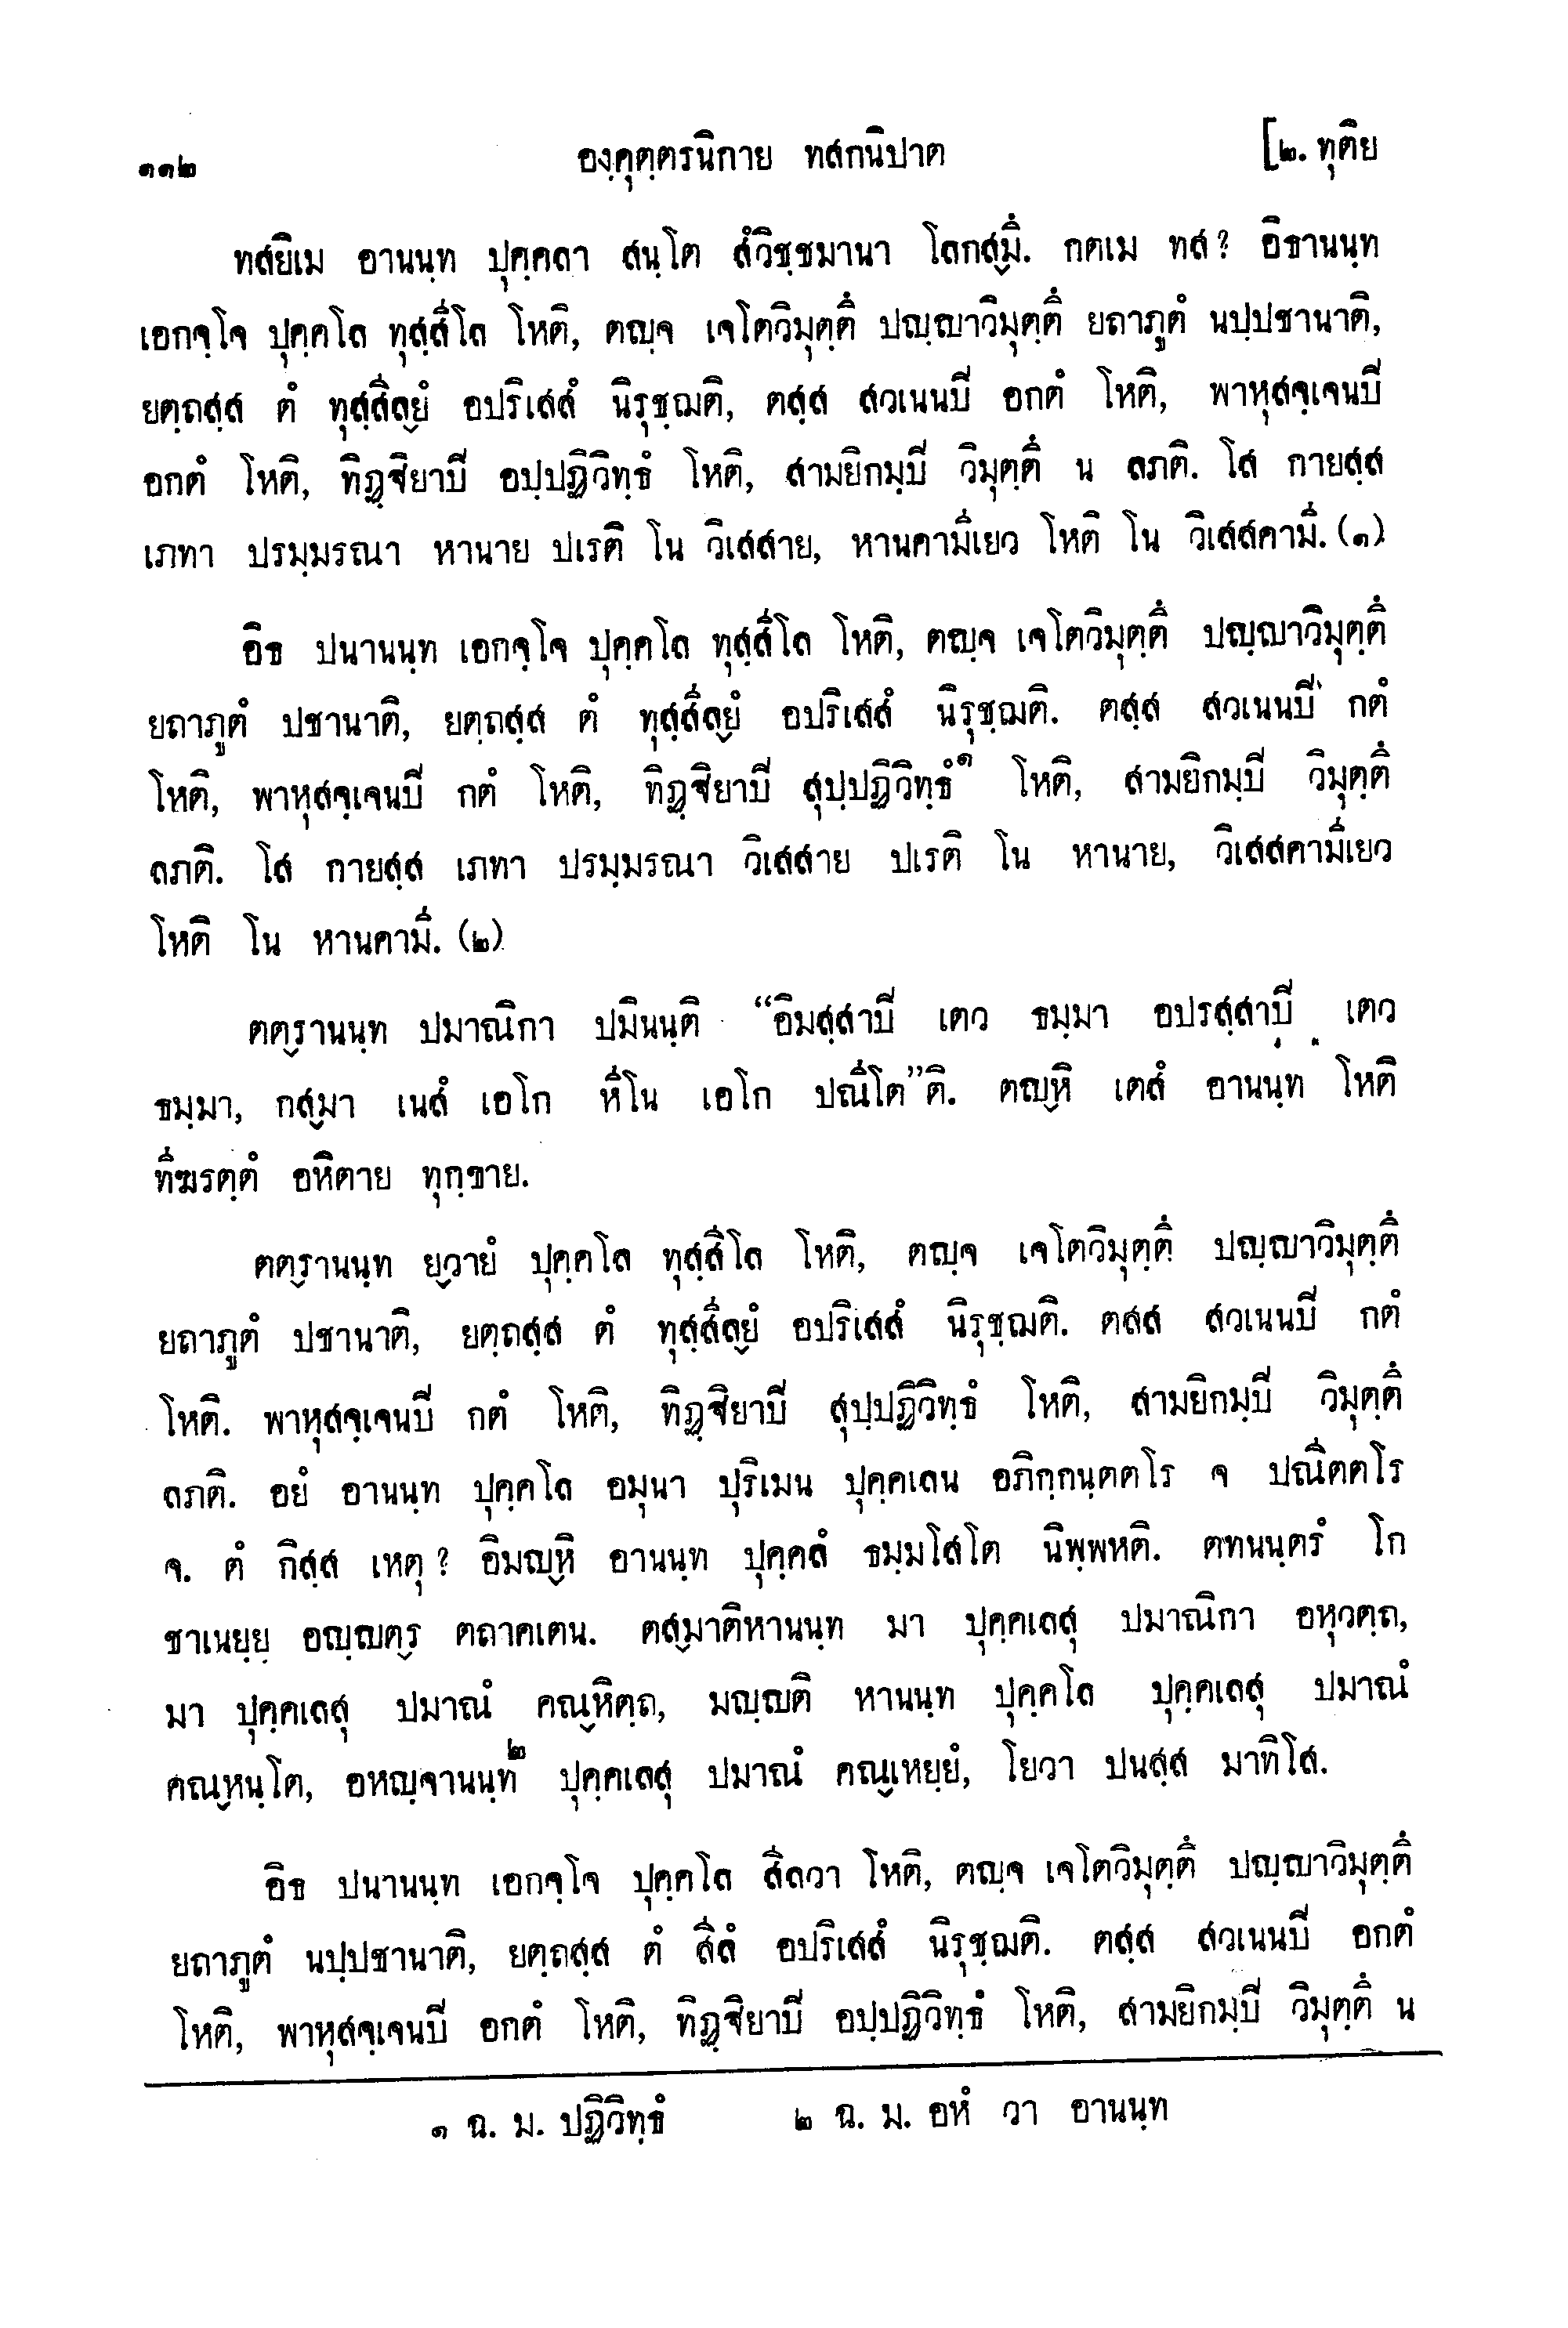 ๑๑๒ องฺคุตฺตรนิกาย ทสกนิปาต [๒. ทุติย
ทสยิเม อานนฺท ปุคฺคลา สนฺโต สํวิชฺชมานา โลกสฺมึ. กตเม ทส? อิธานนฺท
เอกจฺโจ ปุคฺคโล ทุสฺสีโล โหติ, ตญฺจ เจโตวิมุตฺตึ ปญฺญาวิมุตฺตึ ยถาภูตํ นปฺปชานาติ,
ยตฺถสฺส ตํ ทุสฺสีลฺยํ อปริเสสํ นิรุชฺฌติ, ตสฺส สวเนนปิ อกตํ โหติ, พาหุสจฺเจนปิ
อกตํ โหติ, ทิฏฺฐิยาปิ อปฺปฏิวิทฺธํ โหติ, สามยิกมฺปิ วิมุตฺตึ น ลภติ. โส กายสฺส
เภทา ปรมฺมรณา หานาย ปเรติ โน วิเสสาย, หานคามีเยว โหติ โน วิเสสคามี. (๑)
อิธ ปนานนฺท เอกจฺโจ ปุคฺคโล ทุสฺสีโล โหติ, ตญฺจ เจโตวิมุตฺตึ ปญฺญาวิมุตฺตึ
ยถาภูตํ ปชานาติ, ยตฺถสฺส ตํ ทุสฺสีลฺยํ อปริเสสํ นิรุชฺฌติ. ตสฺส สวเนนปิ กตํ
โหติ, พาหุสจฺเจนปิ กตํ โหติ, ทิฏฺฐิยาปิ สุปฺปฏิวิทฺธํ๑ โหติ, สามยิกมฺปิ วิมุตฺตึ
ลภติ. โส กายสฺส เภทา ปรมฺมรณา วิเสสาย ปเรติ โน หานาย, วิเสสคามีเยว
โหติ โน หานคามี. (๒)
ตตฺรานนฺท ปมาณิกา ปมินนฺติ “อิมสฺสาปิ เตว ธมฺมา อปรสฺสาปิ เตว
ธมฺมา, กสฺมา เนสํ เอโก หีโน เอโก ปณีโต”ติ. ตญฺหิ เตสํ อานนฺท โหติ
ทีฆรตฺตํ อหิตาย ทุกฺขาย.
ตตฺรานนฺท ยฺวายํ ปุคฺคโล ทุสฺสีโล โหติ, ตญฺจ เจโตวิมุตฺตึ ปญฺญาวิมุตฺตึ
ยถาภูตํ ปชานาติ, ยตฺถสฺส ตํ ทุสฺสีลฺยํ อปริเสสํ นิรุชฺฌติ. ตสฺส สวเนนปิ กตํ
โหติ. พาหุสจฺเจนปิ กตํ โหติ, ทิฏฺฐิยาปิ สุปฺปฏิวิทฺธํ โหติ, สามยิกมฺปิ วิมุตฺตึ
ลภติ. อยํ อานนฺท ปุคฺคโล อมุนา ปุริเมน ปุคฺคเลน อภิกฺกนฺตตโร จ ปณีตตโร
จ. ตํ กิสฺส เหตุ? อิมญฺหิ อานนฺท ปุคฺคลํ ธมฺมโสโต นิพฺพหติ. ตทนนฺตรํ โก
ชาเนยฺย อญฺญตฺร ตถาคเตน. ตสฺมาติหานนฺท มา ปุคฺคเลสุ ปมาณิกา อหุวตฺถ,
มา ปุคฺคเลสุ ปมาณํ คณฺหิตฺถ, มญฺญติ หานนฺท ปุคฺคโล ปุคฺคเลสุ ปมาณํ
คณฺหนฺโต, อหญฺจานนฺท๒ ปุคฺคเลสุ ปมาณํ คณฺเหยฺยํ, โยวา ปนสฺส มาทิโส.
อิธ ปนานนฺท เอกจฺโจ ปุคฺคโล สีลวา โหติ, ตญฺจ เจโตวิมุตฺตึ ปญฺญาวิมุตฺตึ
ยถาภูตํ นปฺปชานาติ, ยตฺถสฺส ตํ สีลํ อปริเสสํ นิรุชฺฌติ. ตสฺส สวเนนปิ อกตํ
โหติ, พาหุสจฺเจนปิ อกตํ โหติ, ทิฏฺฐิยาปิ อปฺปฏิวิทฺธํ โหติ, สามยิกมฺปิ วิมุตฺตึ น
๑ ฉ. ม. ปฏิวิทฺธํ ๒ ฉ. ม. อหํ วา อานนฺท